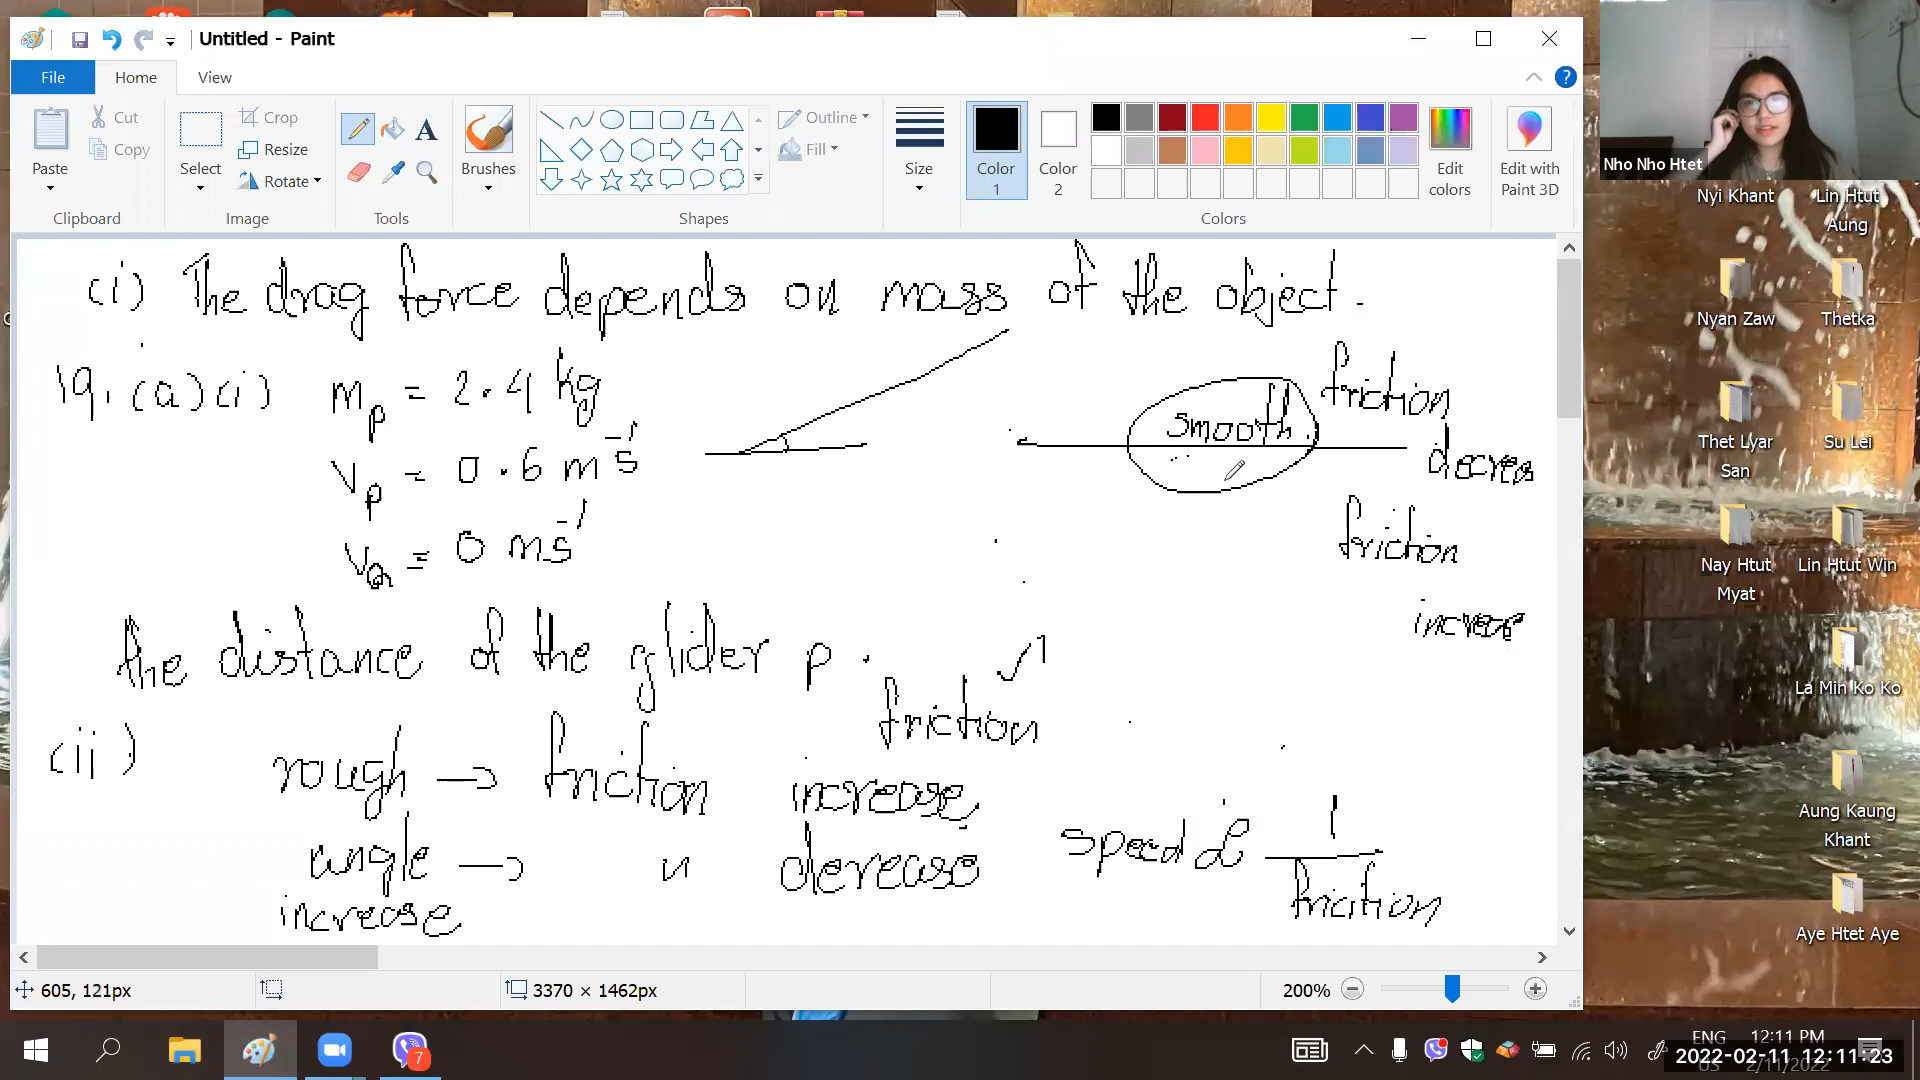 Untitled - Paint
File
Home
View
Paste
Cut
Copy
Clipboard
Select
Crop
Resize
Rotate
Image
Tools
Brushes
Shapes
Outline
Fill
Size
Color 1
Color 2
Colors
Edit colors
Edit with Paint 3D
Nho Nho Htet
(i) The drag force depends on mass of the object.
19. (a) (i) mp = 2.4 kg
vp = 0.6 ms-1
vQ = 0 ms-1
smooth
friction
decreas
friction
increase
the distance of the glider p.
friction
(ii) rough → friction increase
angle → " derease
increase
speed ∝ 1
friction
605, 121px
3370 × 1462px
200%
Nyi Khant
Lin Htut Aung
Nyan Zaw
Thetka
Thet Lyar San
Su Lei
Nay Htut Myat
Lin Htut Win
La Min Ko Ko
Aung Kaung Khant
Aye Htet Aye
7
ENG
12:11 PM
2022-02-11 12:11:23